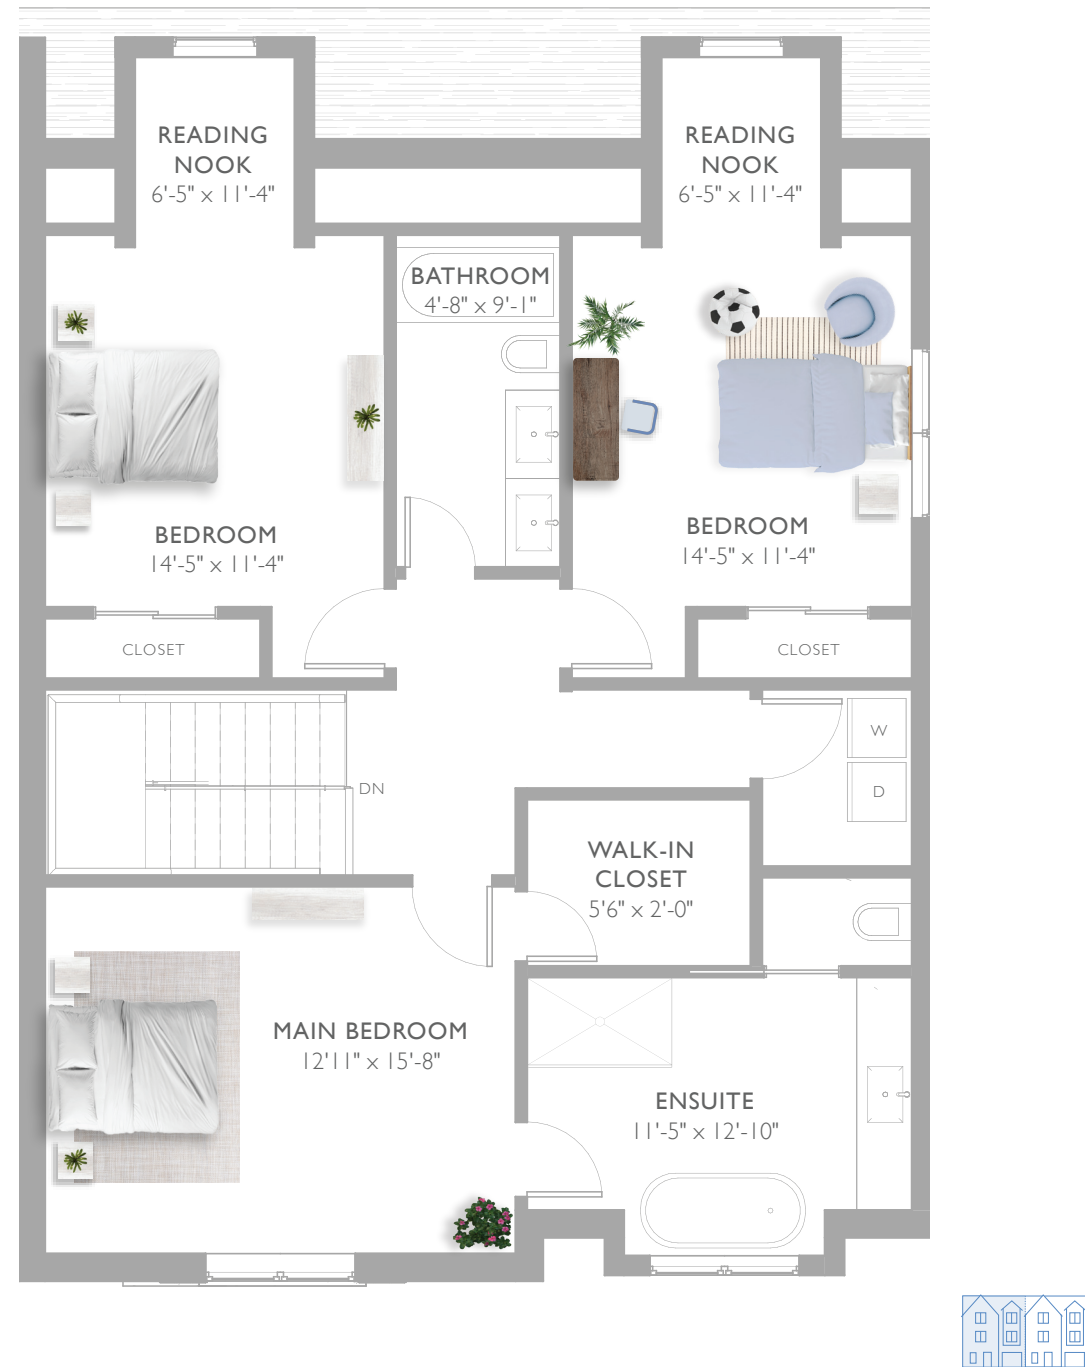 READING
NOOK
6'-5" x 11'-4"
READING
NOOK
6'-5" x 11'-4"
BATHROOM
4'-8" x 9'-1"
BEDROOM
14'-5" x 11'-4"
BEDROOM
14'-5" x 11'-4"
CLOSET
CLOSET
W
D
DN
WALK-IN
CLOSET
5'6" x 2'-0"
MAIN BEDROOM
12'11" x 15'-8"
ENSUITE
11'-5" x 12'-10"